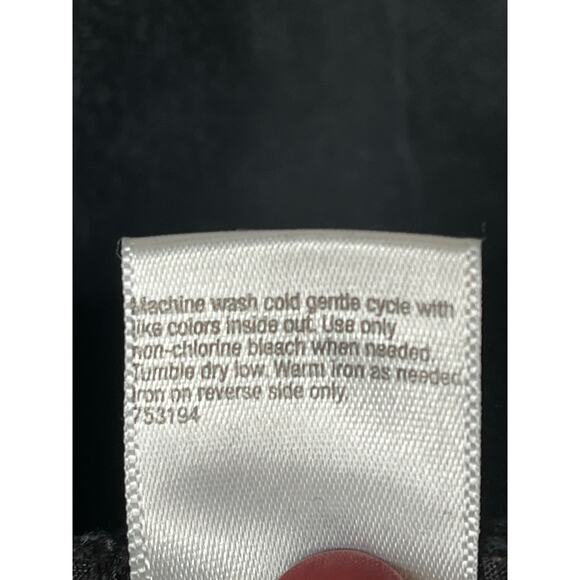 Machine wash cold gentle cycle with
like colors inside out. Use only
non-chlorine bleach when needed.
Tumble dry low. Warm iron as needed.
Iron on reverse side only.
753194